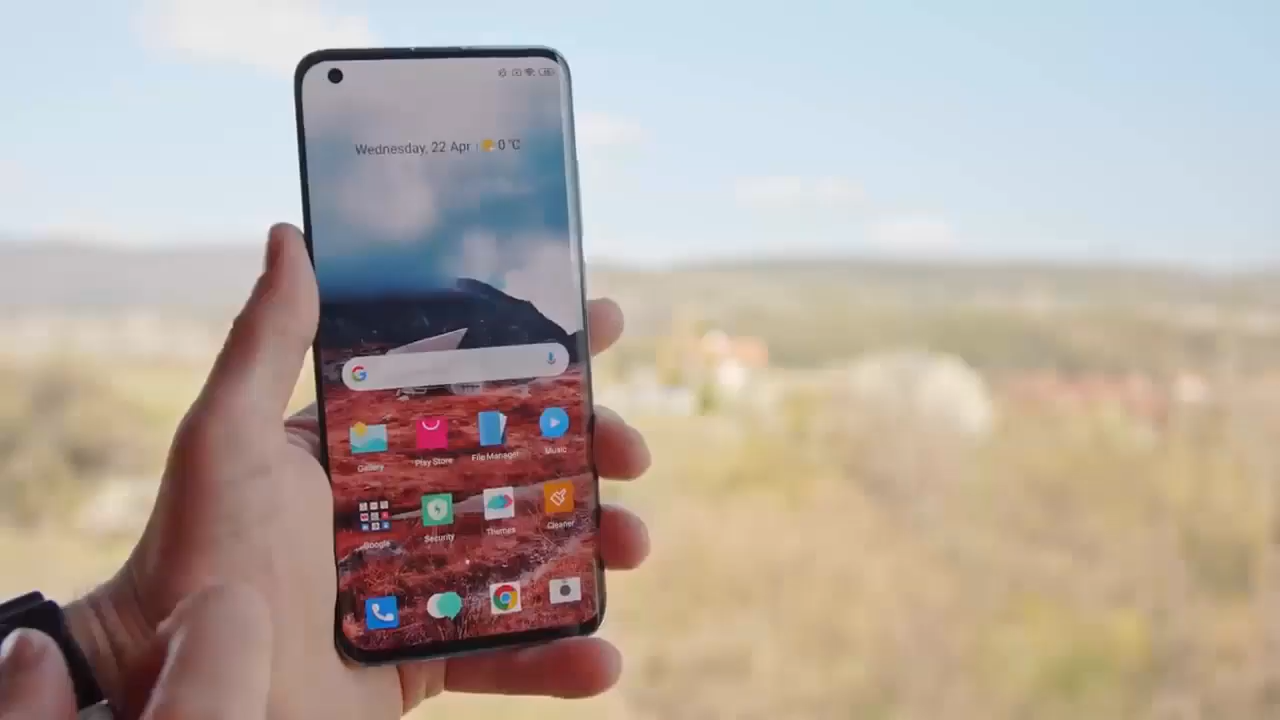 Wednesday, 22 Apr | 0 °C
Gallery
Play Store
File Manager
Music
Google
Security
Themes
Cleaner